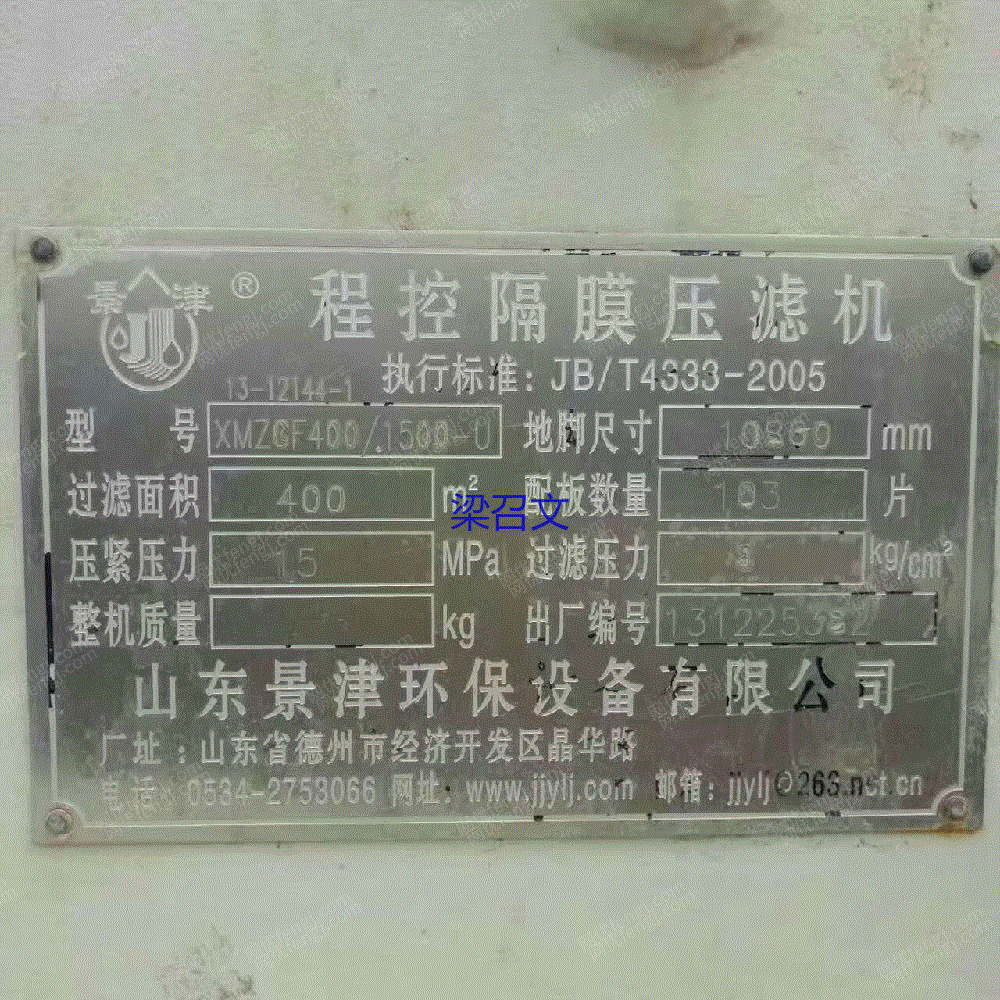 景津 ® 程控隔膜压滤机
执行标准：JB/T4333-2005
13-12144-1
型号 XMZGF400/1500-U 地脚尺寸 mm
过滤面积 400 m² 配板数量 103 片
梁召文
压紧压力 15 MPa 过滤压力 kg/cm²
整机质量 kg 出厂编号
山东景津环保设备有限公司
厂址：山东省德州市经济开发区晶华路
电话：0534-2753066 网址：www.jjylj.com 邮箱：jjylj@263.net.cn